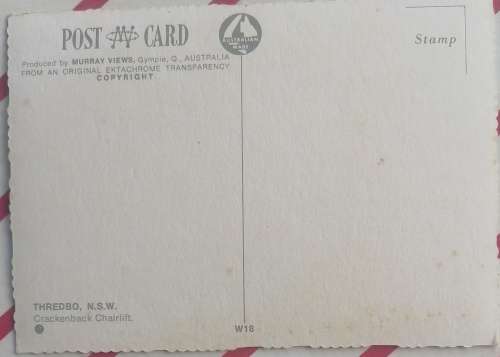 POST CARD
AUSTRALIAN
MADE
Stamp
Produced by MURRAY VIEWS, Gympie, Q., AUSTRALIA
FROM AN ORIGINAL EKTACHROME TRANSPARENCY
COPYRIGHT
THREDBO, N.S.W.
Crackenback Chairlift.
W18